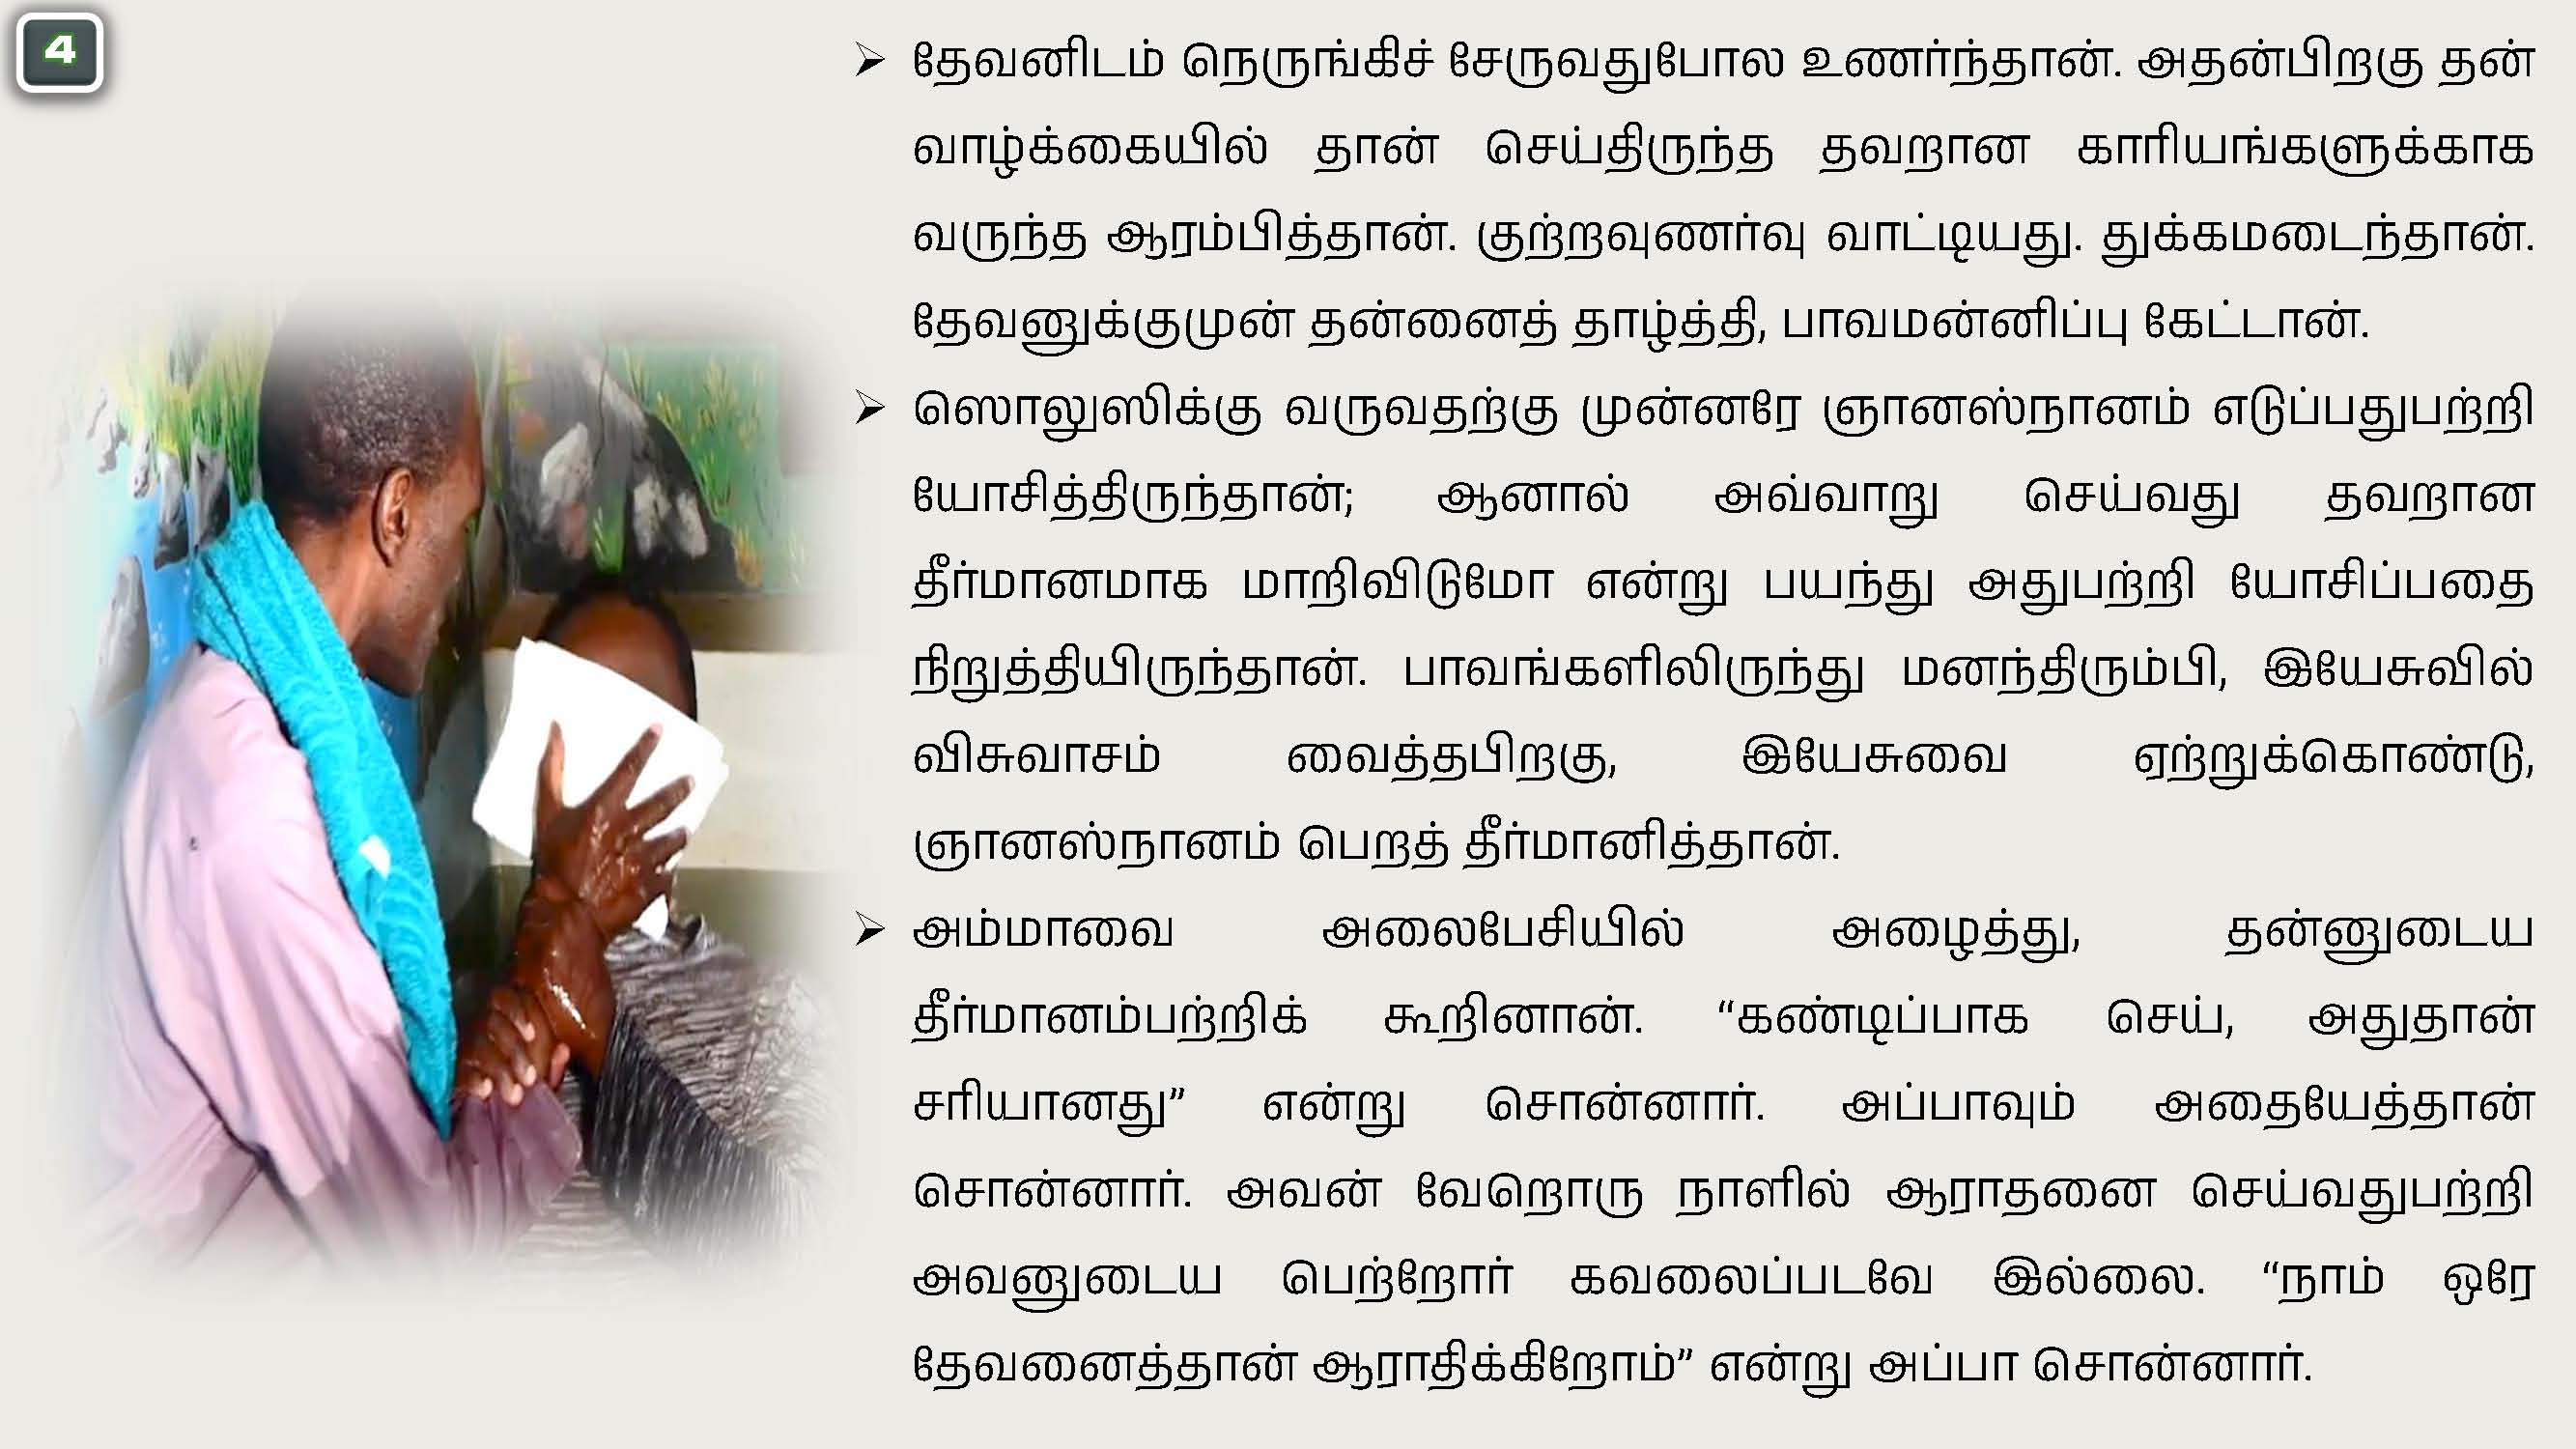 4
➢ தேவனிடம் நெருங்கிச் சேருவதுபோல உணர்ந்தான். அதன்பிறகு தன்
வாழ்க்கையில் தான் செய்திருந்த தவறான காரியங்களுக்காக
வருந்த ஆரம்பித்தான். குற்றவுணர்வு வாட்டியது. துக்கமடைந்தான்.
தேவனுக்குமுன் தன்னைத் தாழ்த்தி, பாவமன்னிப்பு கேட்டான்.
➢ ஸொலுஸிக்கு வருவதற்கு முன்னரே ஞானஸ்நானம் எடுப்பதுபற்றி
யோசித்திருந்தான்; ஆனால் அவ்வாறு செய்வது தவறான
தீர்மானமாக மாறிவிடுமோ என்று பயந்து அதுபற்றி யோசிப்பதை
நிறுத்தியிருந்தான். பாவங்களிலிருந்து மனந்திரும்பி, இயேசுவில்
விசுவாசம் வைத்தபிறகு, இயேசுவை ஏற்றுக்கொண்டு,
ஞானஸ்நானம் பெறத் தீர்மானித்தான்.
➢ அம்மாவை அலைபேசியில் அழைத்து, தன்னுடைய
தீர்மானம்பற்றிக் கூறினான். “கண்டிப்பாக செய், அதுதான்
சரியானது” என்று சொன்னார். அப்பாவும் அதையேத்தான்
சொன்னார். அவன் வேறொரு நாளில் ஆராதனை செய்வதுபற்றி
அவனுடைய பெற்றோர் கவலைப்படவே இல்லை. “நாம் ஒரே
தேவனைத்தான் ஆராதிக்கிறோம்” என்று அப்பா சொன்னார்.